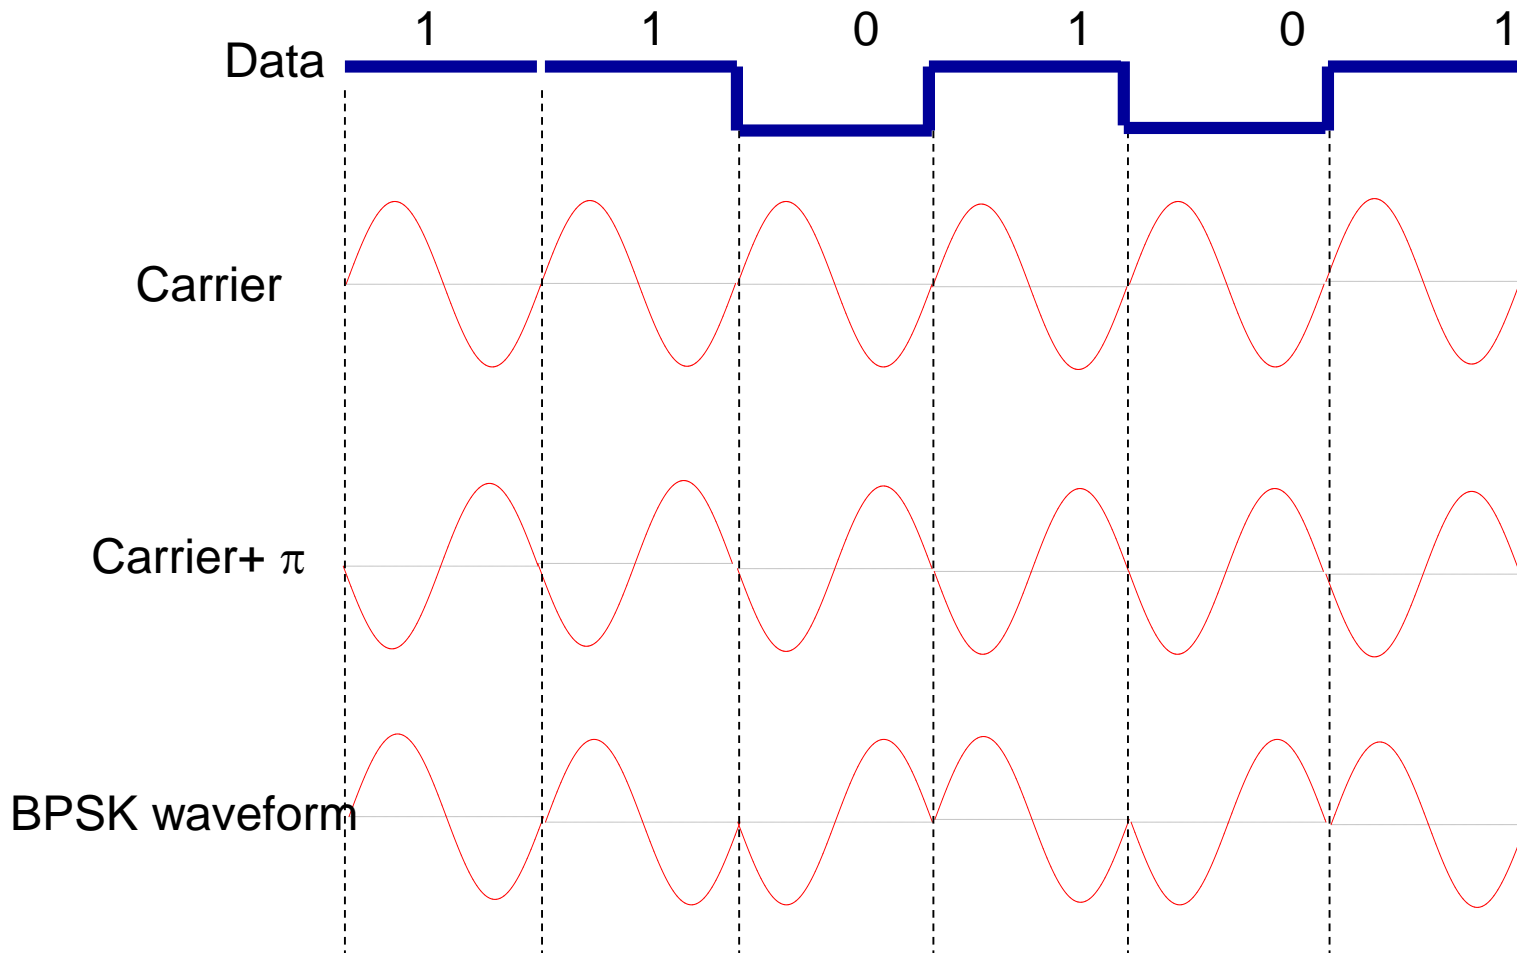 1 1 0 1 0 1
Data
Carrier
Carrier+ π
BPSK waveform